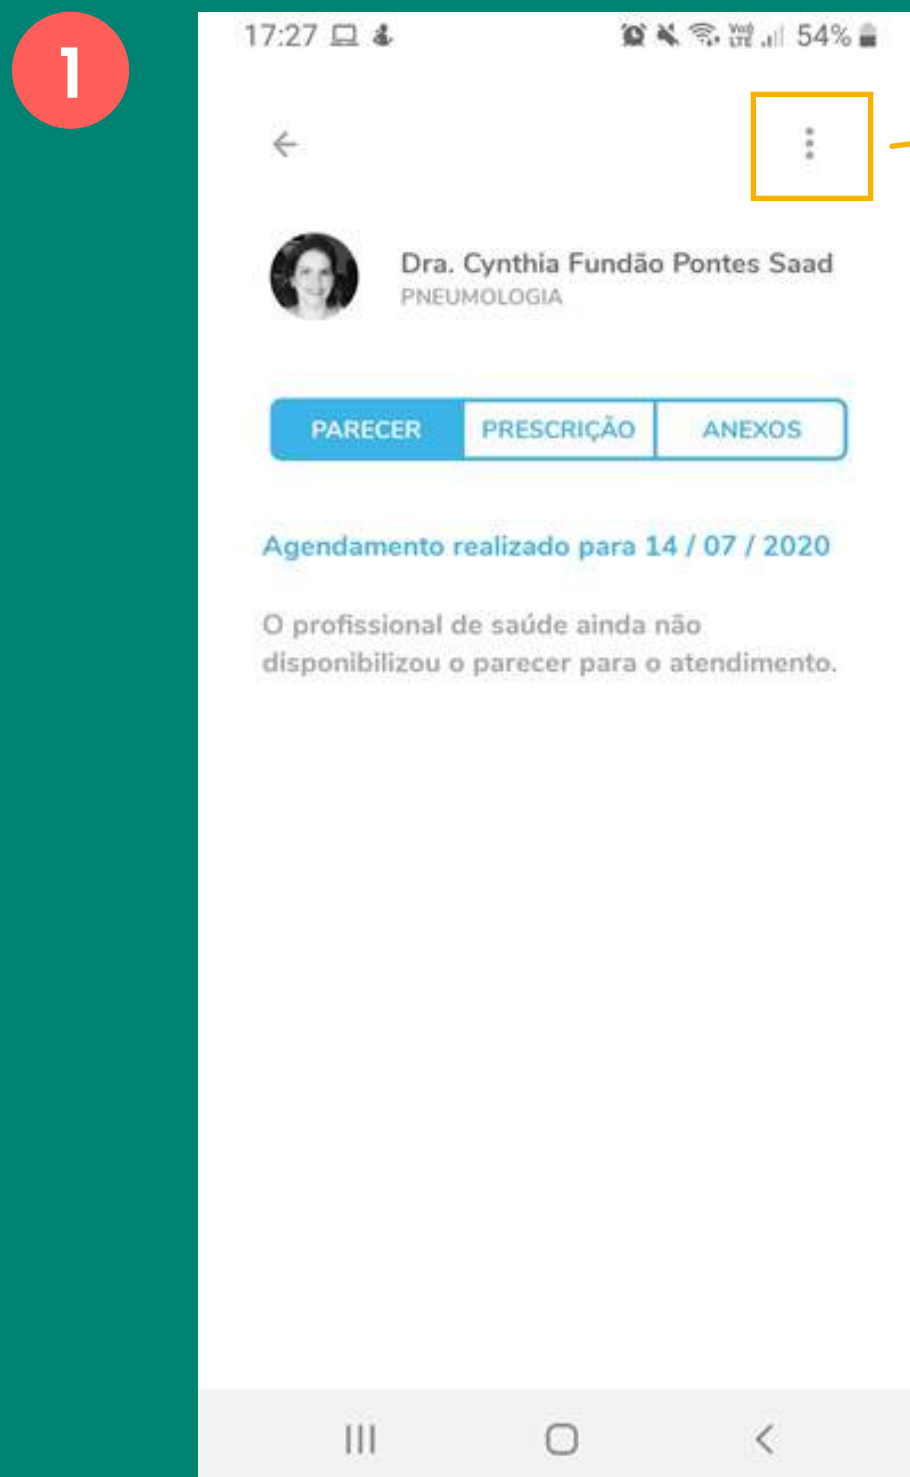 1
17:27
54%
Dra. Cynthia Fundão Pontes Saad
PNEUMOLOGIA
PARECER PRESCRIÇÃO ANEXOS
Agendamento realizado para 14 / 07 / 2020
O profissional de saúde ainda não
disponibilizou o parecer para o atendimento.